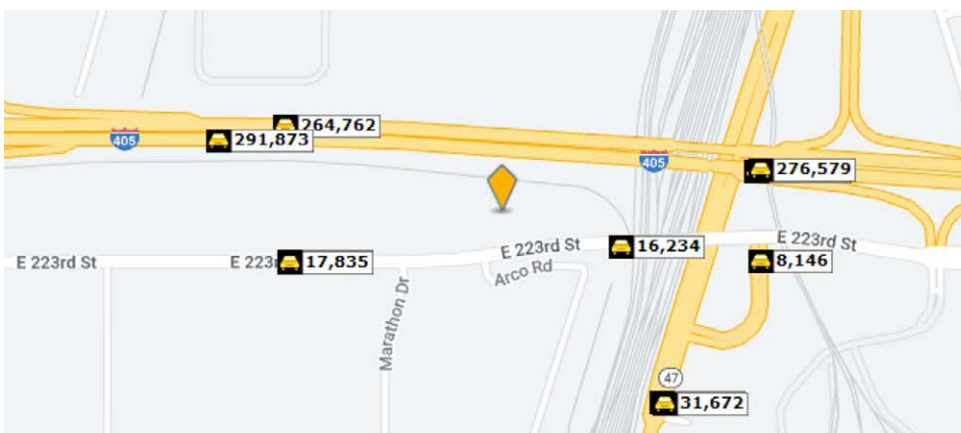 264,762
405
291,873
405
276,579
E 223rd St
E 223rd St
16,234
E 223rd St
E 223r
17,835
8,146
Arco Rd
Marathon Dr
47
31,672